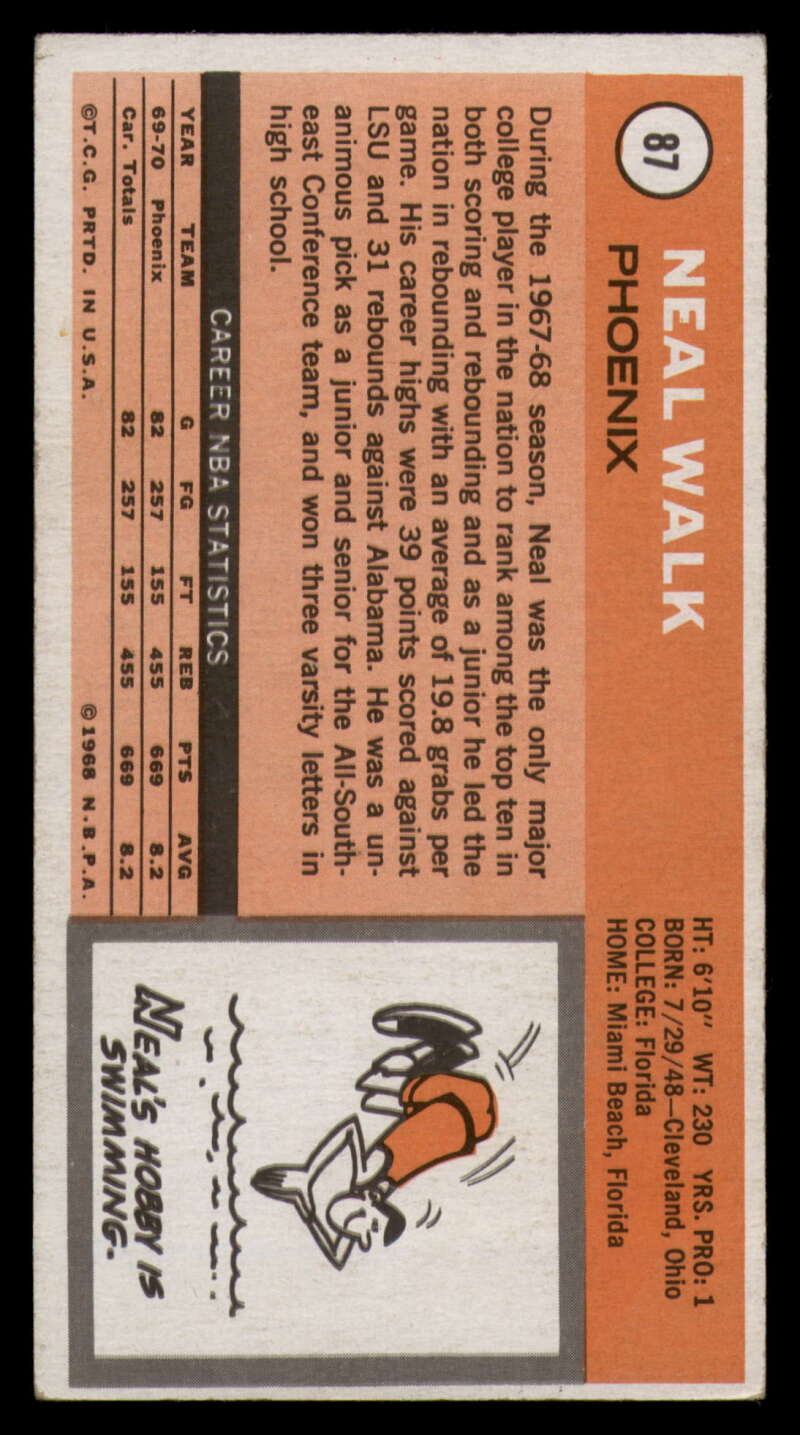 87
NEAL WALK
PHOENIX
HT: 6'10" WT: 230 YRS. PRO: 1
BORN: 7/29/48—Cleveland, Ohio
COLLEGE: Florida
HOME: Miami Beach, Florida
During the 1967-68 season, Neal was the only major
college player in the nation to rank among the top ten in
both scoring and rebounding and as a junior he led the
nation in rebounding with an average of 19.8 grabs per
game. His career highs were 39 points scored against
LSU and 31 rebounds against Alabama. He was a un-
animous pick as a junior and senior for the All-South-
east Conference team, and won three varsity letters in
high school.
CAREER NBA STATISTICS
YEAR TEAM G FG FT REB PTS AVG
69-70 Phoenix 82 257 155 455 669 8.2
Car. Totals 82 257 155 455 669 8.2
©T.C.G. PRTD. IN U.S.A. ©1968 N.B.P.A.
NEAL'S HOBBY IS
SWIMMING.